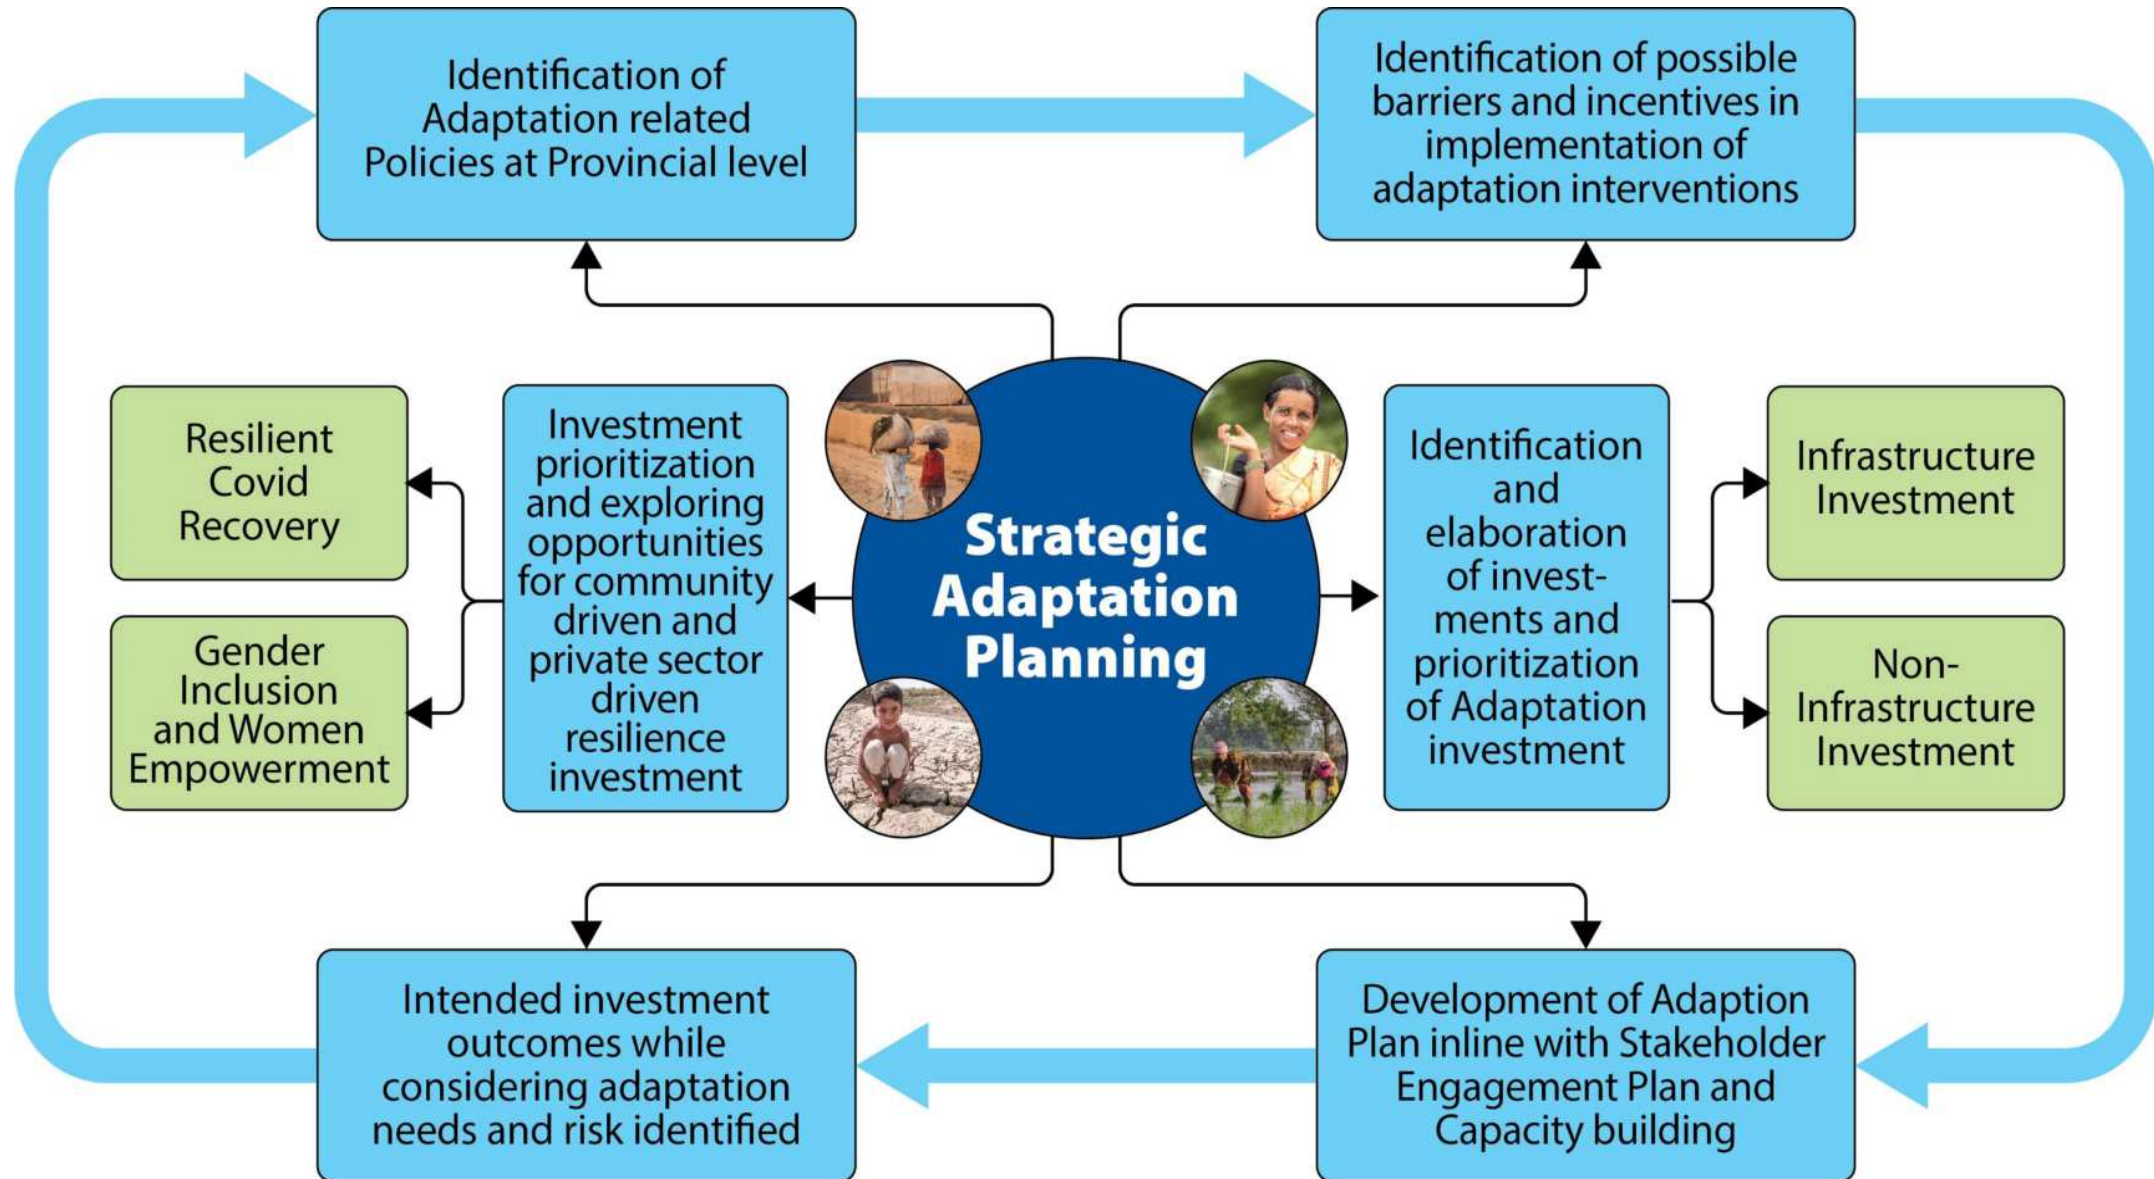 Identification of
Adaptation related
Policies at Provincial level
Identification of possible
barriers and incentives in
implementation of
adaptation interventions
Resilient
Covid
Recovery
Gender
Inclusion
and Women
Empowerment
Investment
prioritization
and exploring
opportunities
for community
driven and
private sector
driven
resilience
investment
Strategic
Adaptation
Planning
Identification
and
elaboration
of invest-
ments and
prioritization
of Adaptation
investment
Infrastructure
Investment
Non-
Infrastructure
Investment
Intended investment
outcomes while
considering adaptation
needs and risk identified
Development of Adaption
Plan inline with Stakeholder
Engagement Plan and
Capacity building